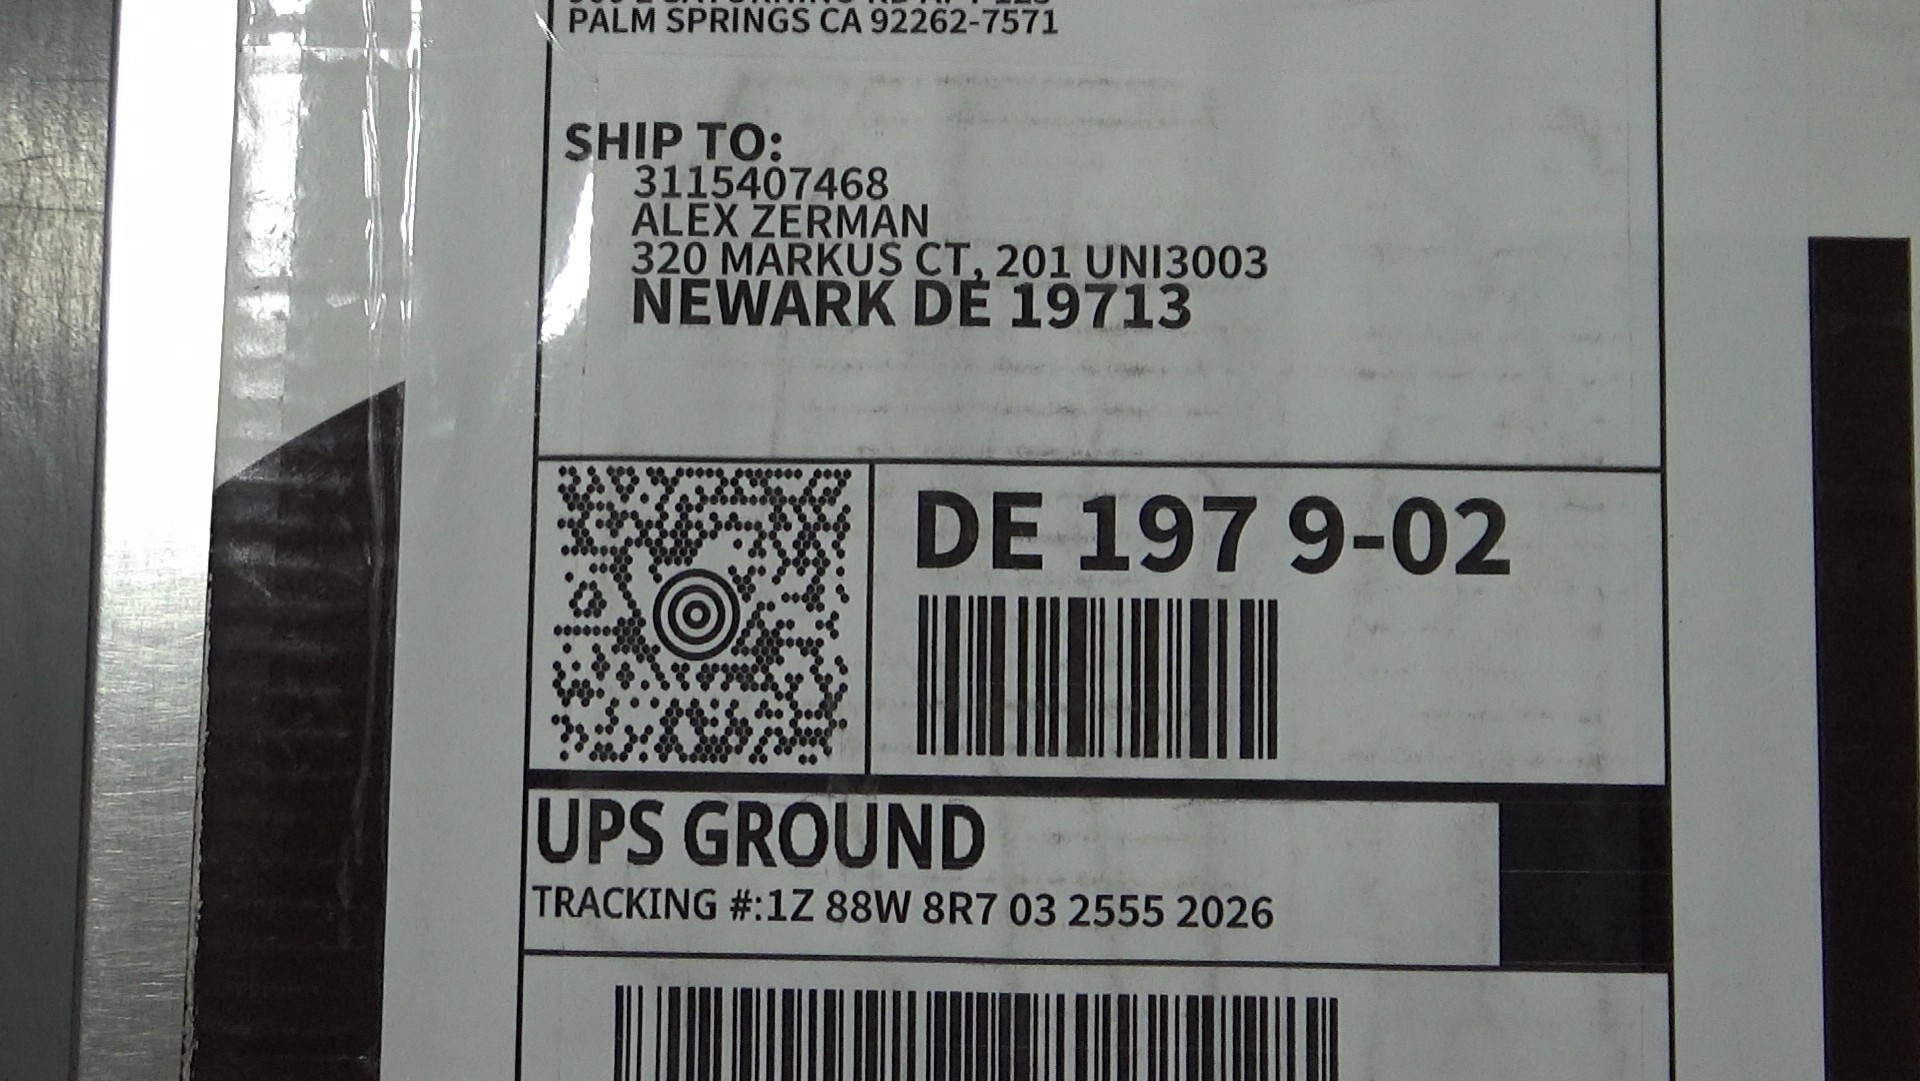 PALM SPRINGS CA 92262-7571
SHIP TO:
3115407468
ALEX ZERMAN
320 MARKUS CT, 201 UNI3003
NEWARK DE 19713
DE 197 9-02
UPS GROUND
TRACKING #:1Z 88W 8R7 03 2555 2026